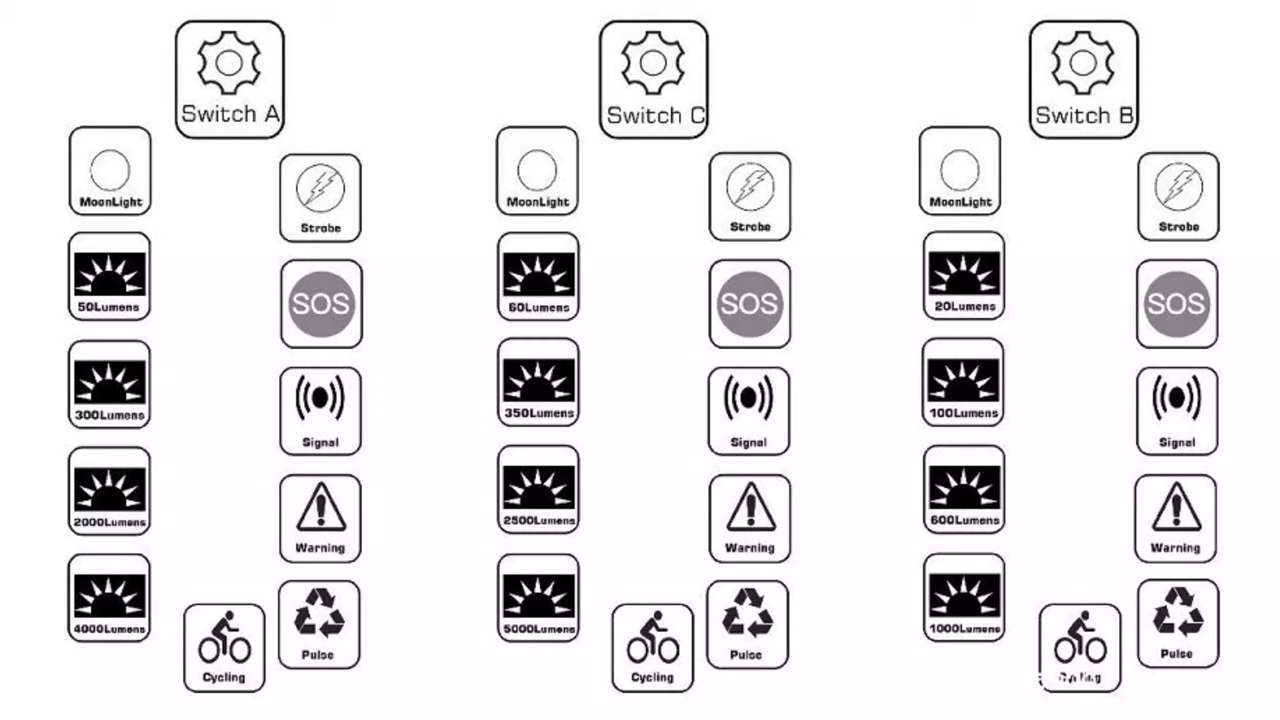 Switch A
MoonLight
50Lumens
300Lumens
2000Lumens
4000Lumens
Strobe
SOS
Signal
Warning
Pulse
Cycling
Switch C
MoonLight
60Lumens
350Lumens
2500Lumens
5000Lumens
Strobe
SOS
Signal
Warning
Pulse
Cycling
Switch B
MoonLight
20Lumens
100Lumens
600Lumens
1000Lumens
Strobe
SOS
Signal
Warning
Pulse
Cycling